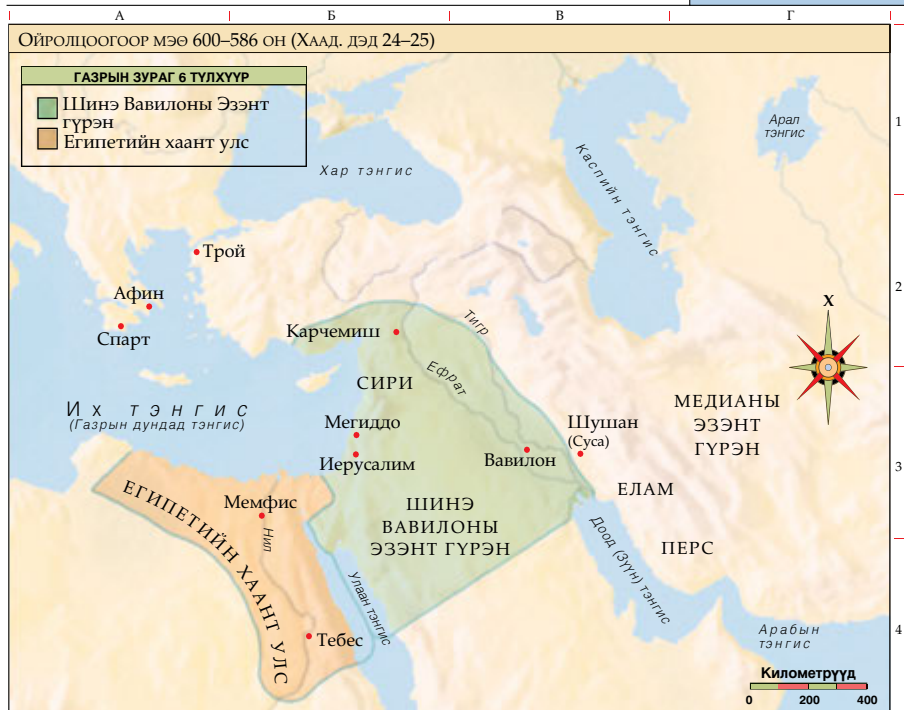 А
Б
В
Г
Ойролцоогоор мэө 600–586 он (Хаад. дэд 24–25)
ГАЗРЫН ЗУРАГ 6 ТҮЛХҮҮР
Шинэ Вавилоны Эзэнт
гүрэн
Египетийн хаант улс
1
Арал
тэнгис
Хар тэнгис
Каспийн тэнгис
Трой
2
Афин
Спарт
Х
Карчемиш
Тигр
Ефрат
СИРИ
Их тэнгис
(Газрын дундад тэнгис)
МЕДИАНЫ
ЭЗЭНТ
ГҮРЭН
Мегиддо
Иерусалим
Шушан
(Суса)
Вавилон
3
ЕЛАМ
ЕГИПЕТИЙН ХААНТ УЛС
Мемфис
Нил
ШИНЭ
ВАВИЛОНЫ
ЭЗЭНТ ГҮРЭН
Доод (Зүүн) тэнгис
ПЕРС
Улаан тэнгис
Тебес
Арабын
тэнгис
4
Километрүүд
0 200 400